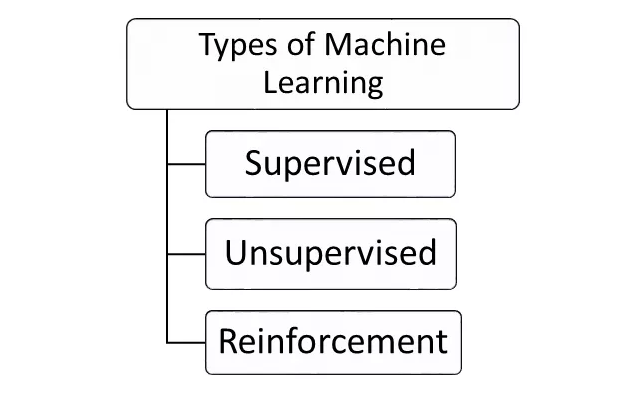 Types of Machine
Learning
Supervised
Unsupervised
Reinforcement